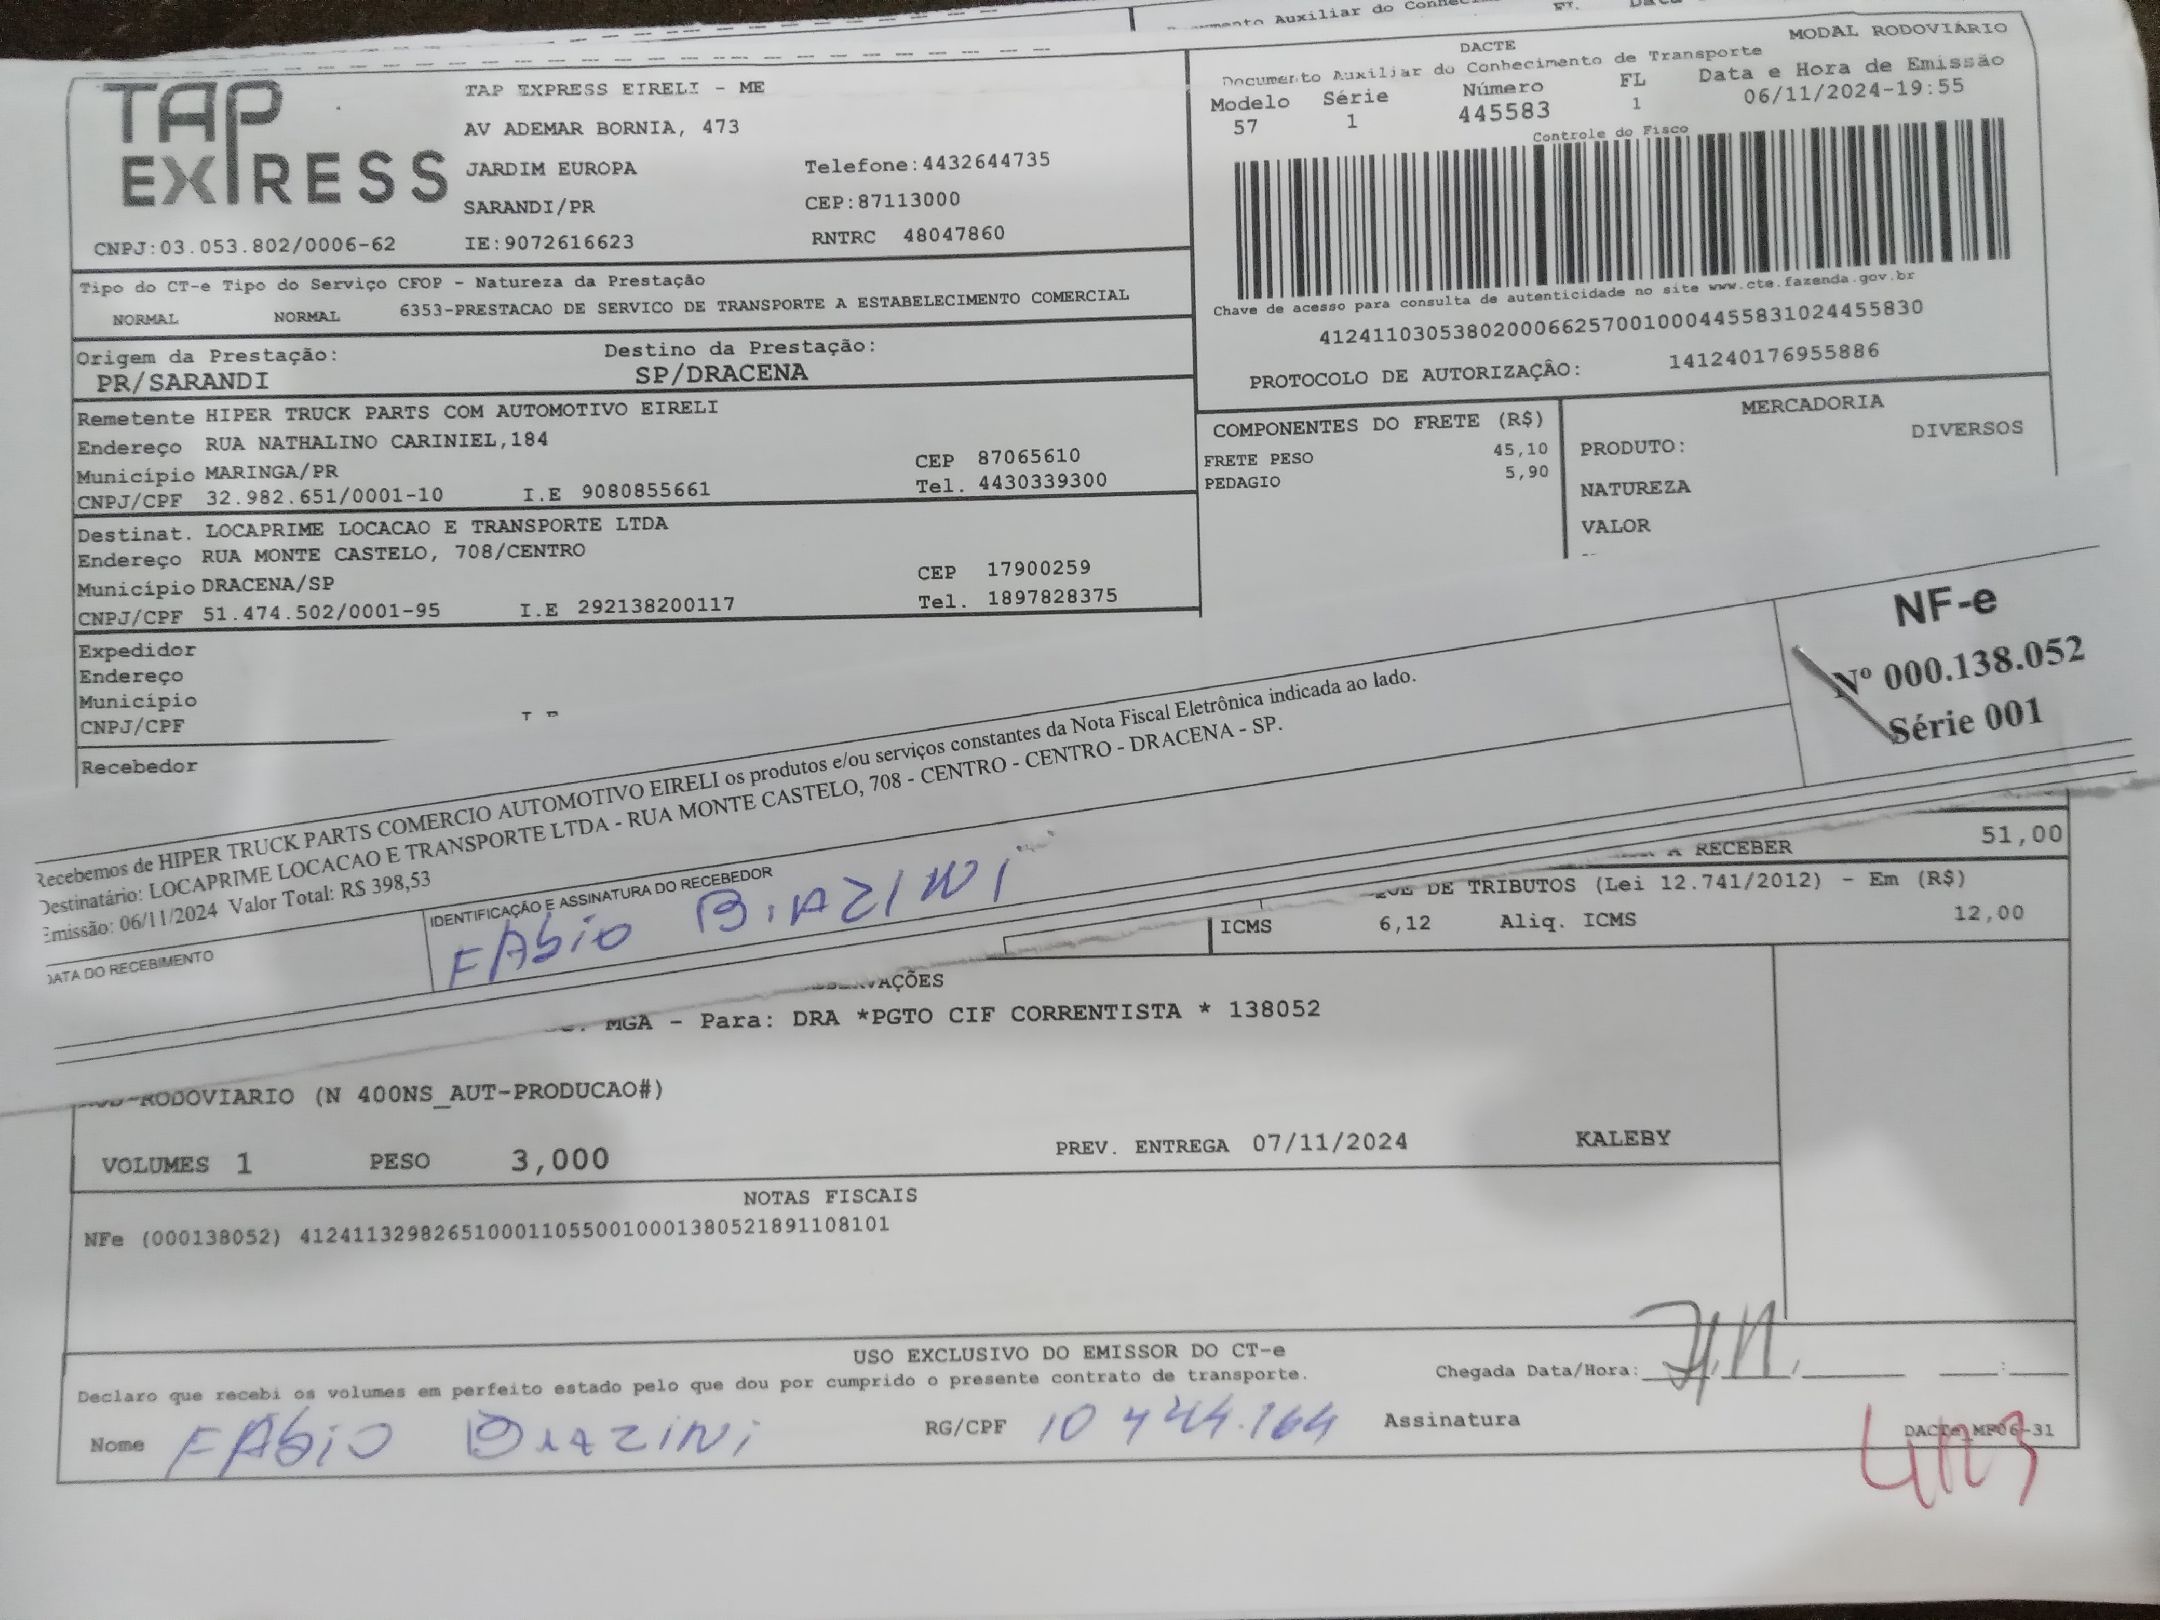 TAP EXPRESS
TAP EXPRESS EIRELI - ME
AV ADEMAR BORNIA, 473
JARDIM EUROPA Telefone:4432644735
SARANDI/PR CEP:87113000
CNPJ:03.053.802/0006-62 IE:9072616623 RNTRC 48047860
MODAL RODOVIÁRIO
DACTE
Documento Auxiliar do Conhecimento de Transporte
Modelo Série Número FL Data e Hora de Emissão
57 1 445583 1 06/11/2024-19:55
Controle do Fisco
Chave de acesso para consulta de autenticidade no site www.cte.fazenda.gov.br
41241103053802000662570010004455831024455830
PROTOCOLO DE AUTORIZAÇÂO: 141240176955886
Tipo do CT-e Tipo do Serviço CFOP - Natureza da Prestação
NORMAL NORMAL 6353-PRESTACAO DE SERVICO DE TRANSPORTE A ESTABELECIMENTO COMERCIAL
Origem da Prestação: Destino da Prestação:
PR/SARANDI SP/DRACENA
Remetente HIPER TRUCK PARTS COM AUTOMOTIVO EIRELI
Endereço RUA NATHALINO CARINIEL,184
Município MARINGA/PR CEP 87065610
CNPJ/CPF 32.982.651/0001-10 I.E 9080855661 Tel. 4430339300
Destinat. LOCAPRIME LOCACAO E TRANSPORTE LTDA
Endereço RUA MONTE CASTELO, 708/CENTRO
Município DRACENA/SP CEP 17900259
CNPJ/CPF 51.474.502/0001-95 I.E 292138200117 Tel. 1897828375
Expedidor
Endereço
Município
CNPJ/CPF
Recebedor
COMPONENTES DO FRETE (R$)
FRETE PESO 45,10
PEDAGIO 5,90
MERCADORIA
PRODUTO: DIVERSOS
NATUREZA
VALOR
NF-e
Nº 000.138.052
Série 001
Recebemos de HIPER TRUCK PARTS COMERCIO AUTOMOTIVO EIRELI os produtos e/ou serviços constantes da Nota Fiscal Eletrônica indicada ao lado.
Destinatário: LOCAPRIME LOCACAO E TRANSPORTE LTDA - RUA MONTE CASTELO, 708 - CENTRO - CENTRO - DRACENA - SP.
Emissão: 06/11/2024 Valor Total: R$ 398,53
DATA DO RECEBIMENTO IDENTIFICAÇÃO E ASSINATURA DO RECEBEDOR
FABIO BIAZINI
A RECEBER 51,00
DE TRIBUTOS (Lei 12.741/2012) - Em (R$)
ICMS 6,12 Aliq. ICMS 12,00
MGA - Para: DRA *PGTO CIF CORRENTISTA * 138052
RODOVIARIO (N 400NS_AUT-PRODUCAO#)
VOLUMES 1 PESO 3,000 PREV. ENTREGA 07/11/2024 KALEBY
NOTAS FISCAIS
NFe (000138052) 41241132982651000110550010001380521891108101
USO EXCLUSIVO DO EMISSOR DO CT-e
Declaro que recebi os volumes em perfeito estado pelo que dou por cumprido o presente contrato de transporte.
Chegada Data/Hora:
Nome FABIO BIAZINI RG/CPF 10 444.164 Assinatura
DACTe_MP06-31